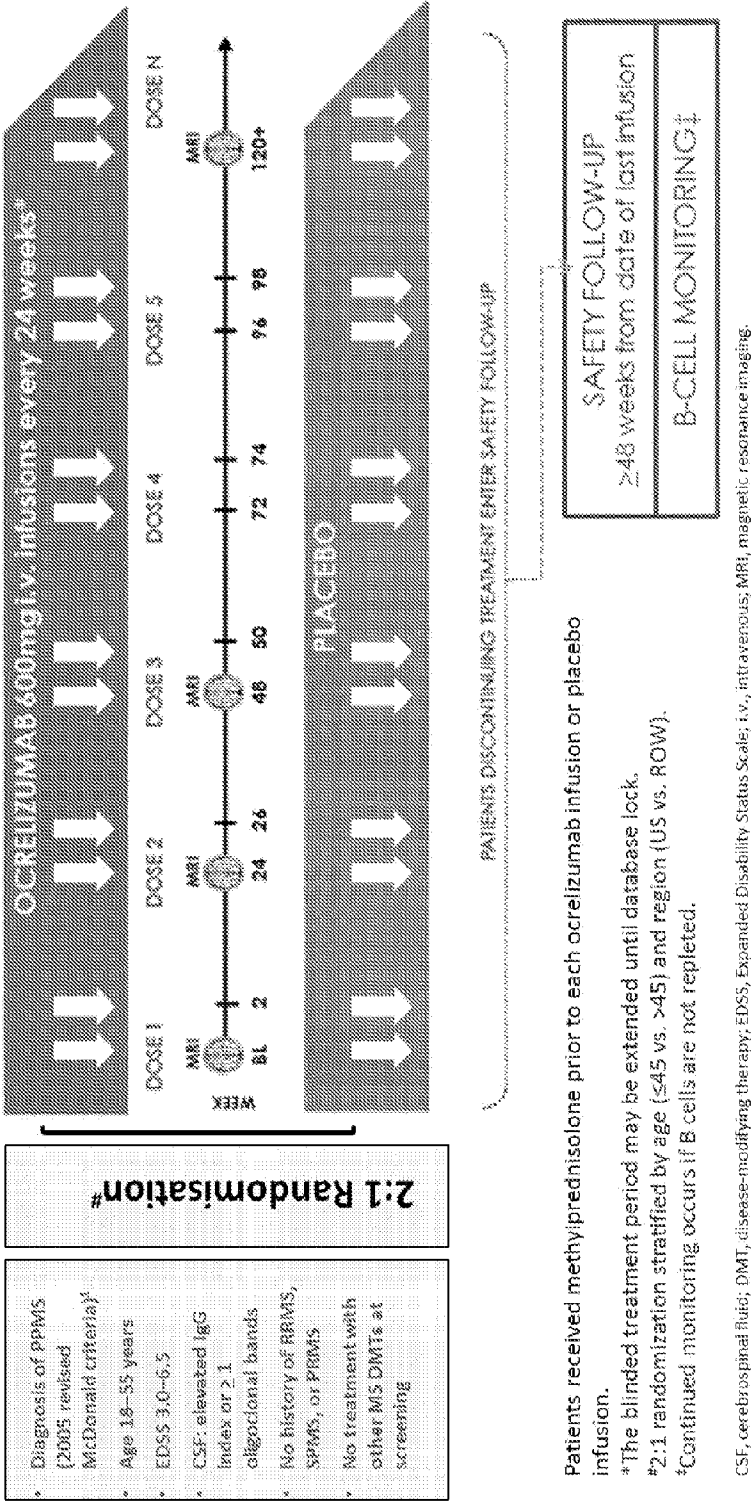 • Diagnosis of PPMS
(2005 revised
McDonald criteria)¹
• Age 18–55 years
• EDSS 3.0–6.5
• CSF: elevated IgG
index or ≥ 1
oligoclonal bands
• No history of RRMS,
SPMS, or PRMS
• No treatment with
other MS DMTs at
screening
2:1 Randomisation#
OCRELIZUMAB 600mg i.v. infusions every 24 weeks*
DOSE 1 DOSE 2 DOSE 3 DOSE 4 DOSE 5 DOSE N
MRI MRI MRI MRI
WEEK BL 2 24 26 48 50 72 74 96 98 120+
PLACEBO
PATIENTS DISCONTINUING TREATMENT ENTER SAFETY FOLLOW-UP
SAFETY FOLLOW-UP
≥48 weeks from date of last infusion
B-CELL MONITORING‡
Patients received methylprednisolone prior to each ocrelizumab infusion or placebo
infusion.
*The blinded treatment period may be extended until database lock.
#2:1 randomization stratified by age (≤45 vs. >45) and region (US vs. ROW).
‡Continued monitoring occurs if B cells are not repleted.
CSF, cerebrospinal fluid; DMT, disease-modifying therapy; EDSS, Expanded Disability Status Scale; i.v., intravenous; MRI, magnetic resonance imaging.